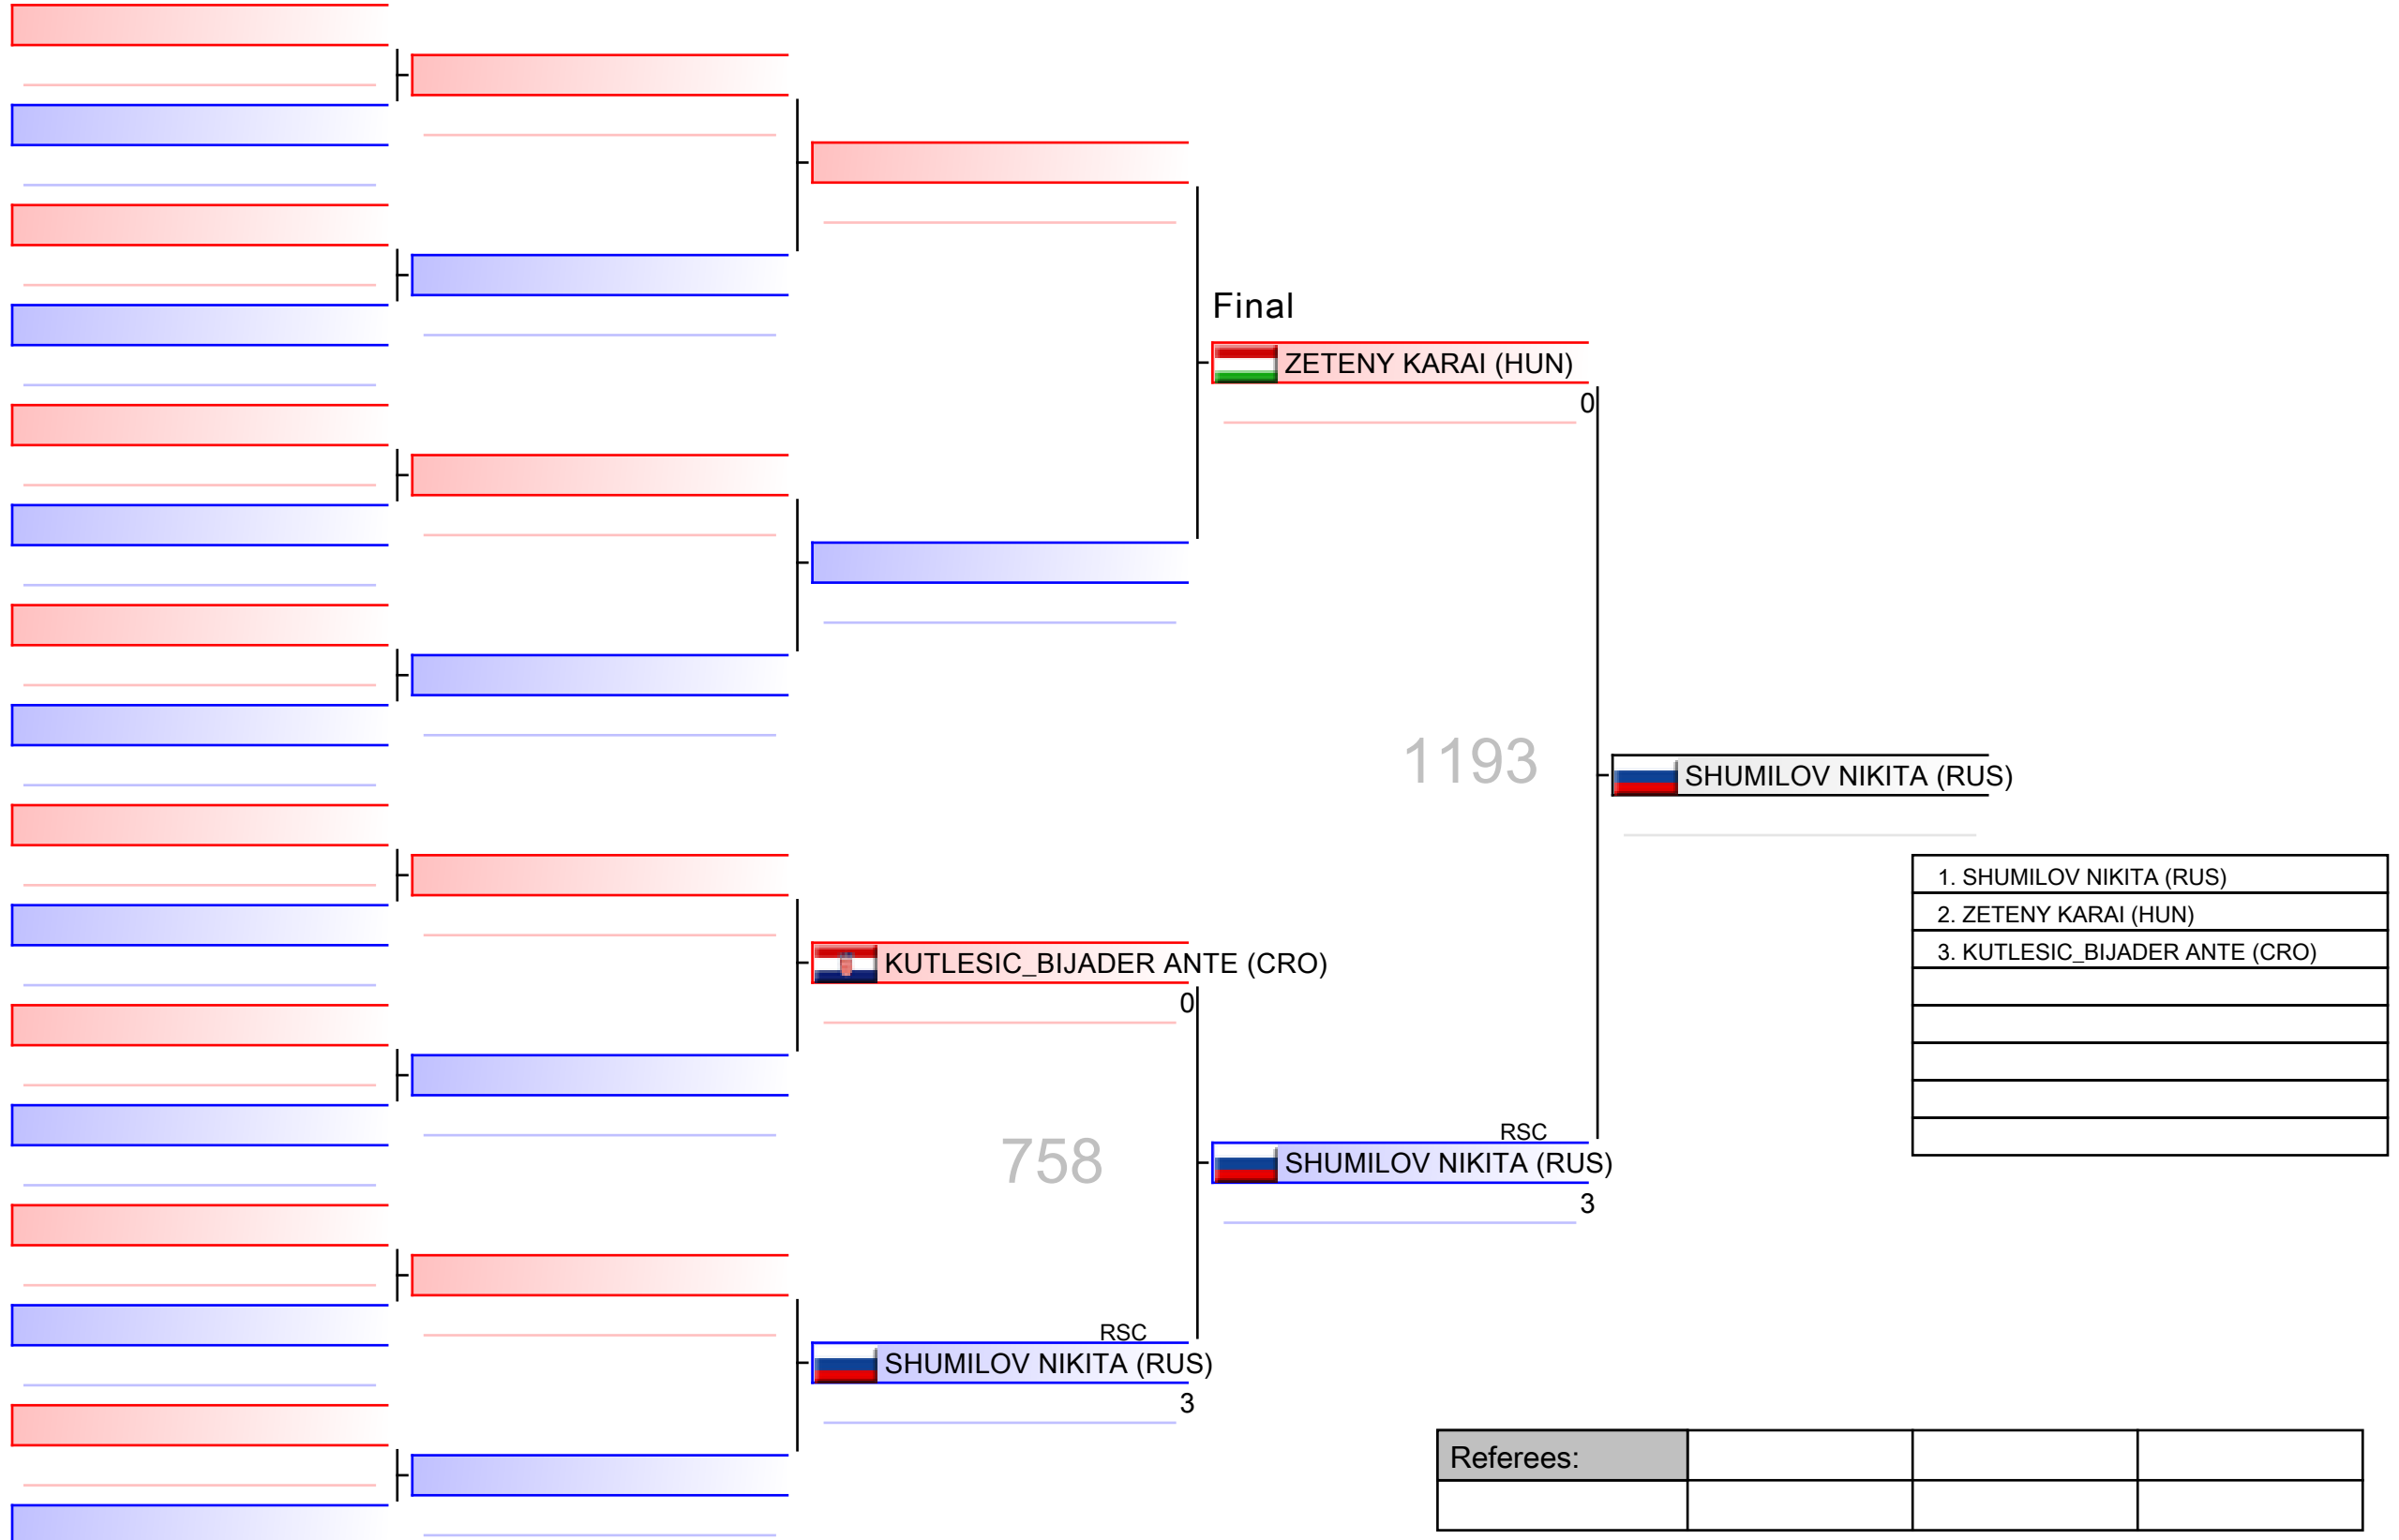 Final
ZETENY KARAI (HUN)
0
1193
SHUMILOV NIKITA (RUS)
1. SHUMILOV NIKITA (RUS)
2. ZETENY KARAI (HUN)
3. KUTLESIC_BIJADER ANTE (CRO)
KUTLESIC_BIJADER ANTE (CRO)
0
758
RSC
SHUMILOV NIKITA (RUS)
3
RSC
SHUMILOV NIKITA (RUS)
3
Referees: